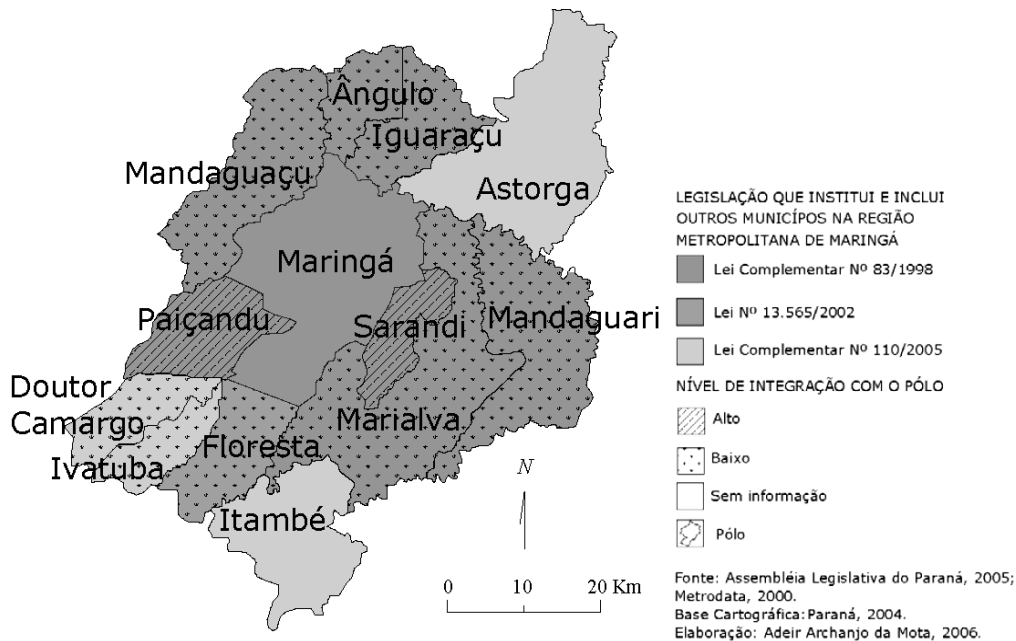 Ângulo
Iguaraçu
Mandaguaçu
Astorga
Maringá
Paiçandu
Sarandi
Mandaguari
Doutor
Camargo
Marialva
Floresta
Ivatuba
Itambé
N
0 10 20 Km
LEGISLAÇÃO QUE INSTITUI E INCLUI
OUTROS MUNICÍPOS NA REGIÃO
METROPOLITANA DE MARINGÁ
Lei Complementar Nº 83/1998
Lei Nº 13.565/2002
Lei Complementar Nº 110/2005
NÍVEL DE INTEGRAÇÃO COM O PÓLO
Alto
Baixo
Sem informação
Pólo
Fonte: Assembléia Legislativa do Paraná, 2005;
Metrodata, 2000.
Base Cartográfica: Paraná, 2004.
Elaboração: Adeir Archanjo da Mota, 2006.